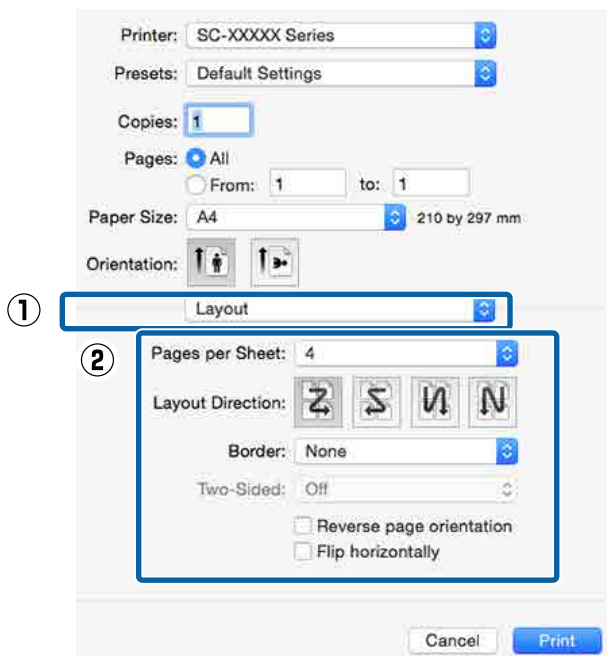 Printer: SC-XXXXX Series
Presets: Default Settings
Copies: 1
Pages: All
From: 1 to: 1
Paper Size: A4 210 by 297 mm
Orientation:
① Layout
② Pages per Sheet: 4
Layout Direction:
Border: None
Two-Sided: Off
Reverse page orientation
Flip horizontally
Cancel Print